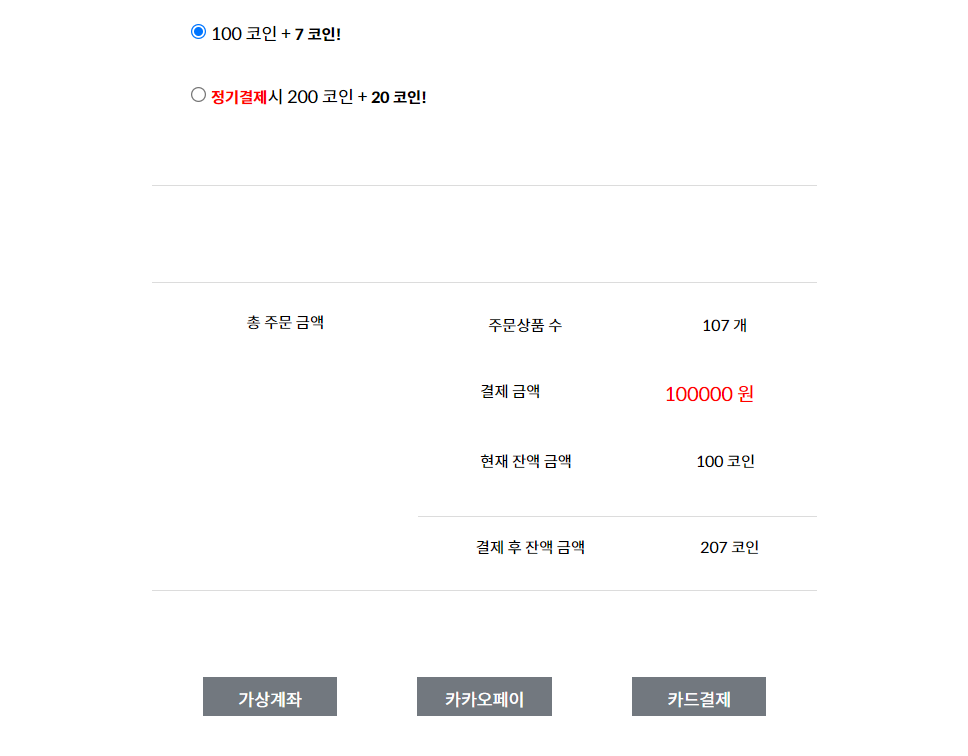 100 코인 + 7 코인!
정기결제시 200 코인 + 20 코인!
총 주문 금액
주문상품 수 107 개
결제 금액 100000 원
현재 잔액 금액 100 코인
결제 후 잔액 금액 207 코인
가상계좌 카카오페이 카드결제